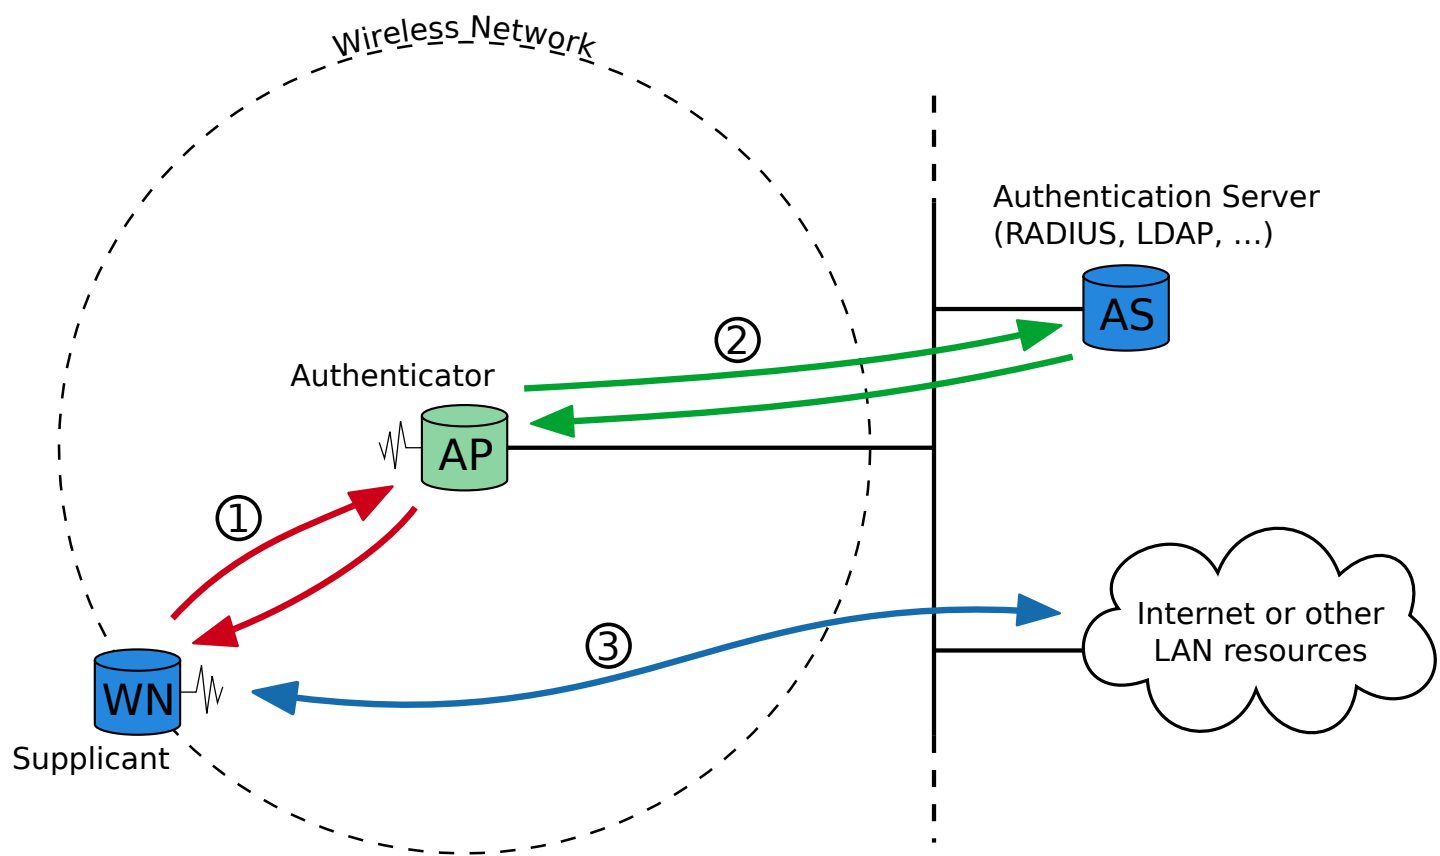 Wireless Network
Authentication Server
(RADIUS, LDAP, ...)
AS
2
Authenticator
AP
1
Internet or other
LAN resources
3
WN
Supplicant